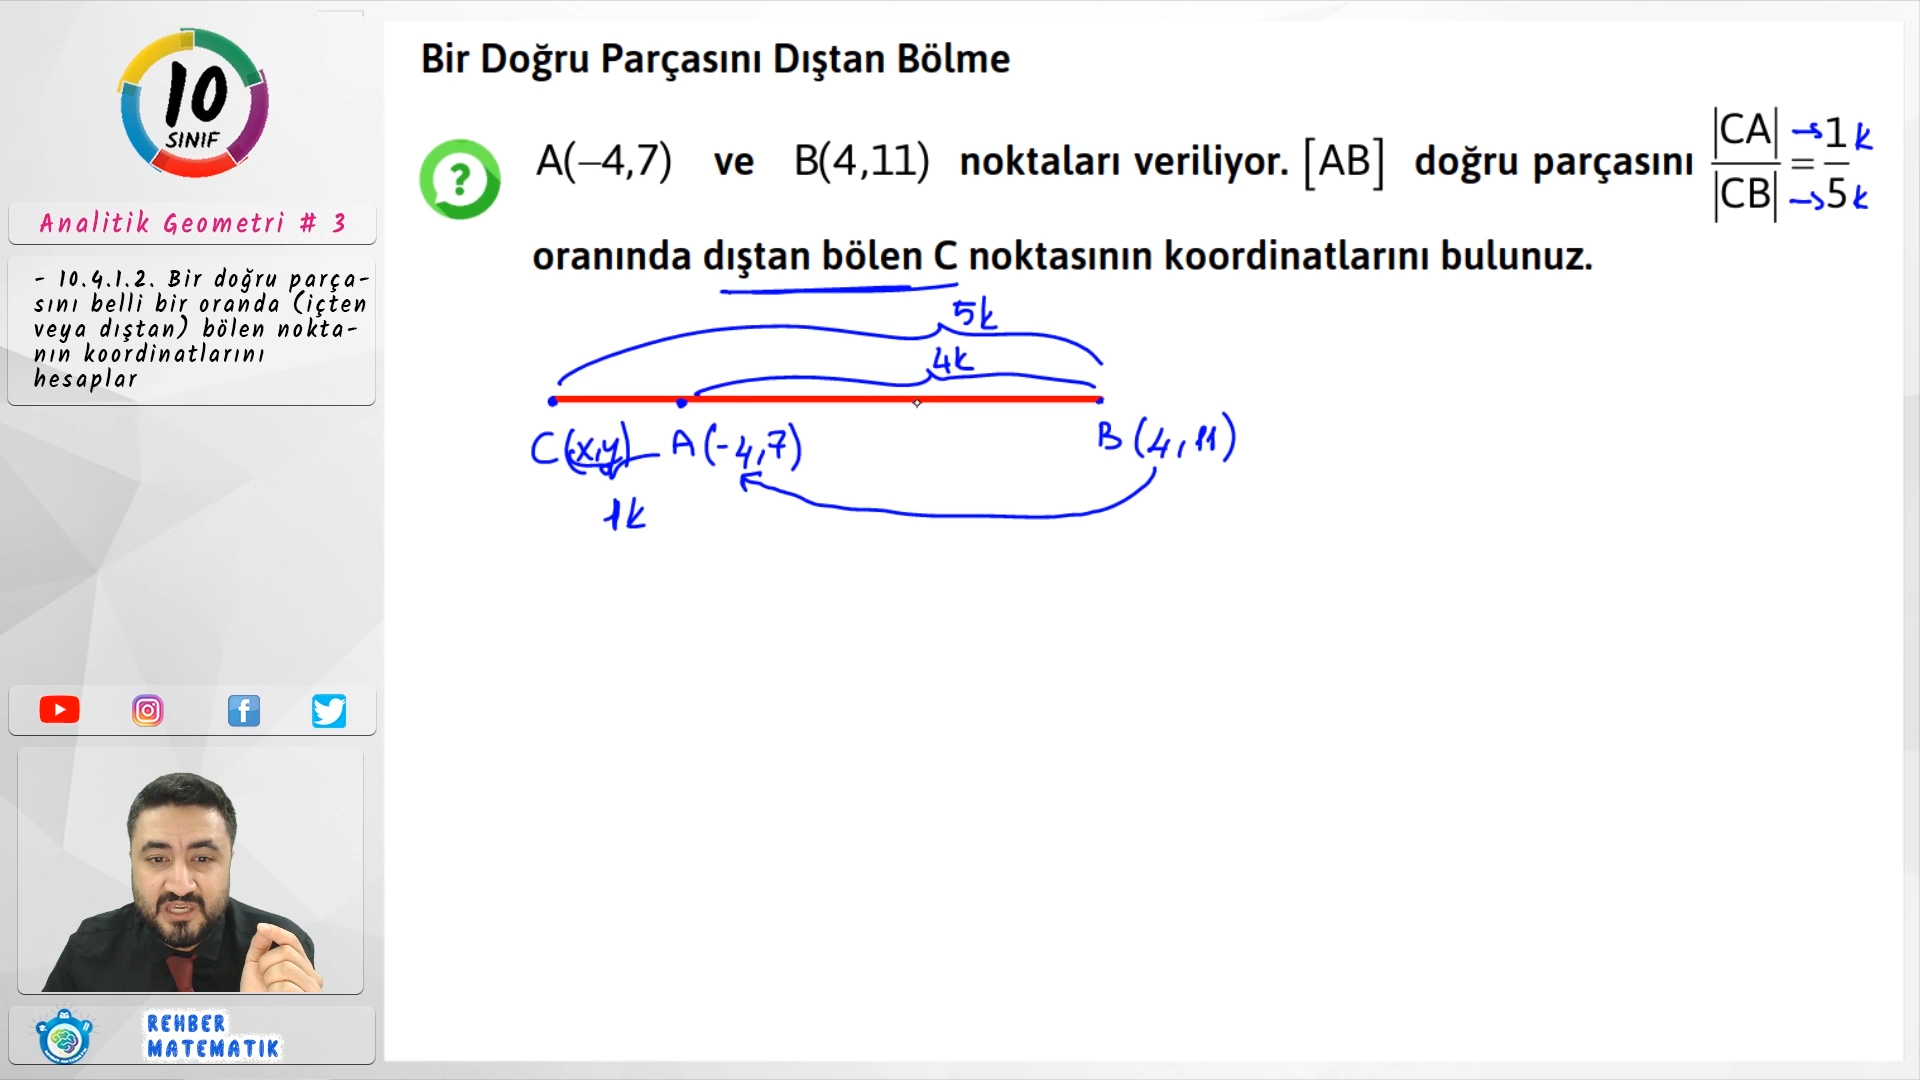 10
SINIF
Analitik Geometri # 3
- 10.4.1.2. Bir doğru parça-
sını belli bir oranda (içten
veya dıştan) bölen nokta-
nın koordinatlarını
hesaplar
REHBER
MATEMATIK
Bir Doğru Parçasını Dıştan Bölme
?
A(–4,7) ve B(4,11) noktaları veriliyor. [AB] doğru parçasını |CA| / |CB| = 1 / 5
→ k
→ k
oranında dıştan bölen C noktasının koordinatlarını bulunuz.
5k
4k
C(x,y) A(-4,7) B(4,11)
1k